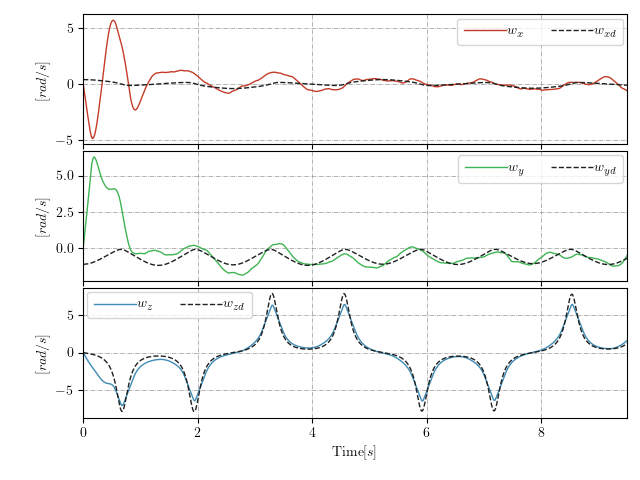 5
0
−5
[rad/s]
w_x w_xd
5.0
2.5
0.0
[rad/s]
w_y w_yd
5
0
−5
[rad/s]
w_z w_zd
0 2 4 6 8
Time[s]